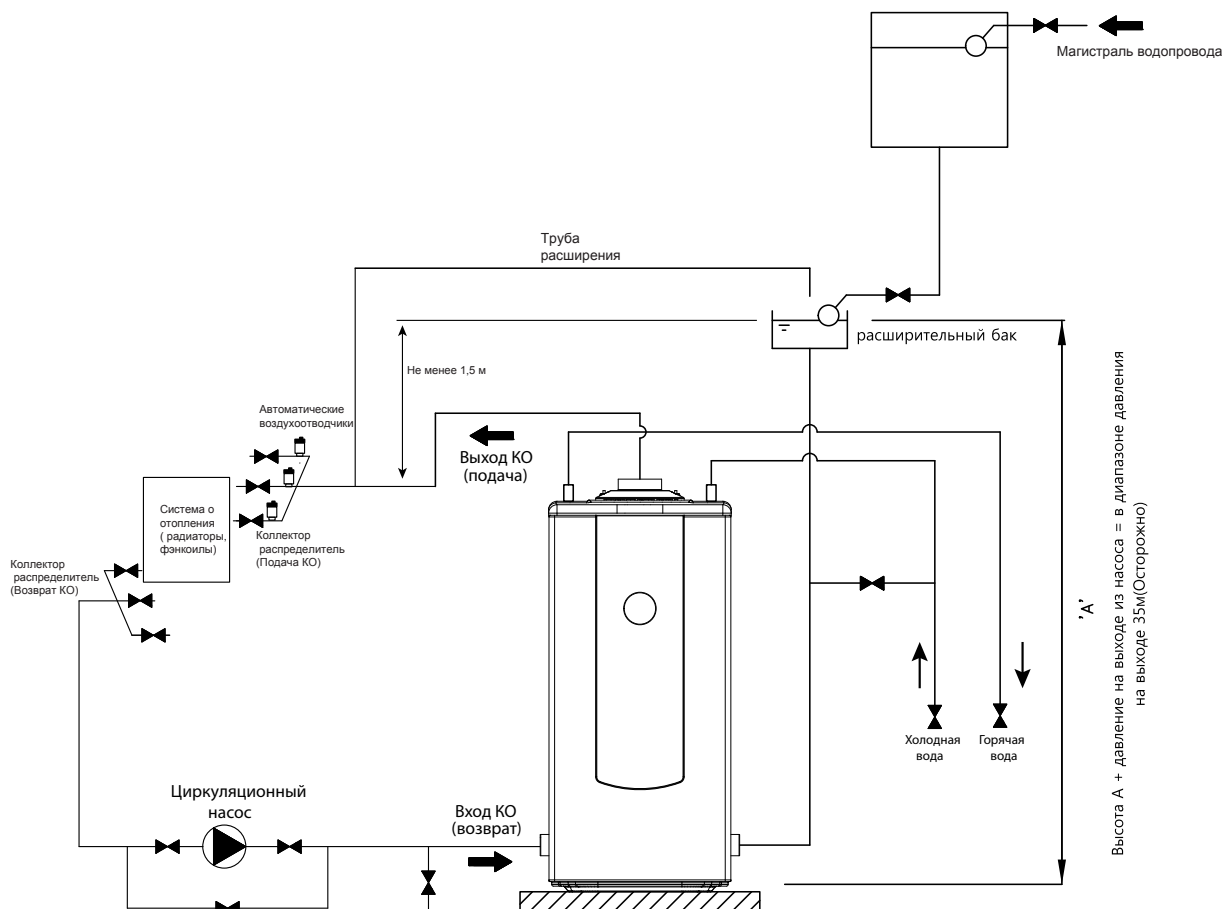 Магистраль водопровода
Труба
расширения
расширительный бак
Не менее 1,5 м
Автоматические
воздухоотводчики
Выход КО
(подача)
Система о
отопления
( радиаторы,
фэнкоилы)
Коллектор
распределитель
(Подача КО)
Коллектор
распределитель
(Возврат КО)
'A'
Высота А + давление на выходе из насоса = в диапазоне давления
на выходе 35м(Осторожно)
Холодная
вода
Горячая
вода
Циркуляционный
насос
Вход КО
(возврат)